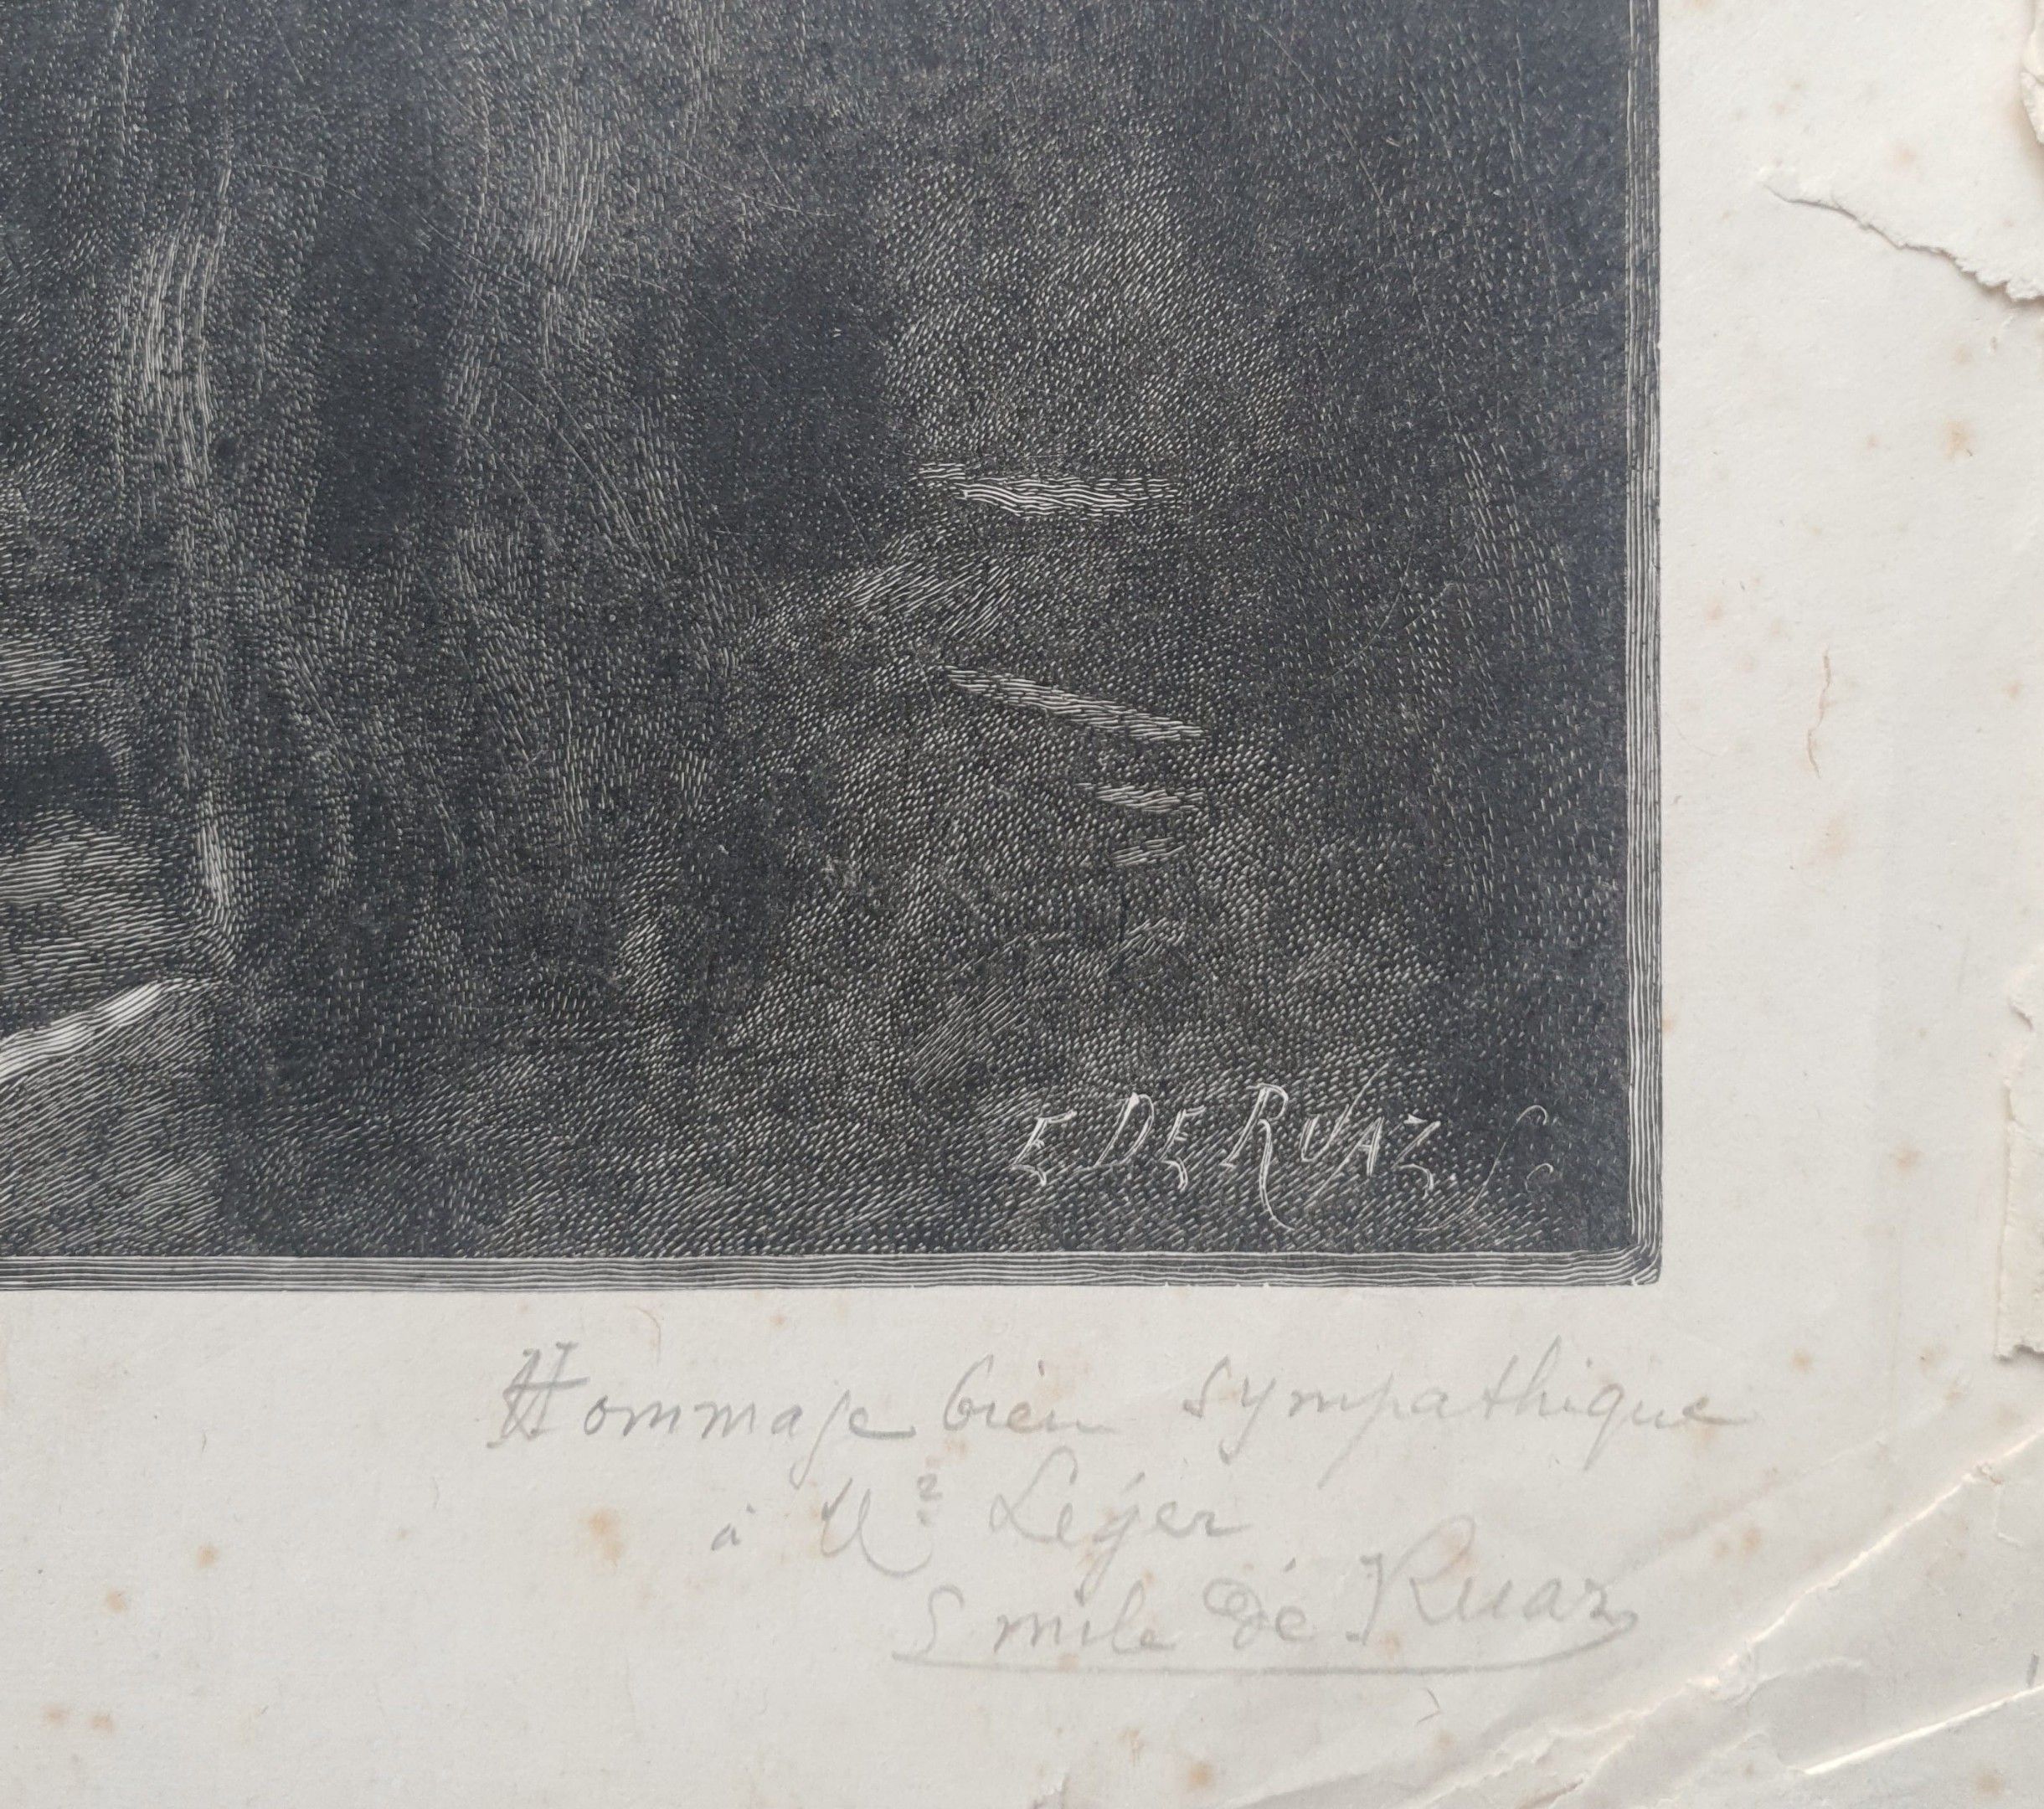 E DE RUAZ. Sc
Hommage bien sympathique
à Mr Léger
Emile de Ruaz